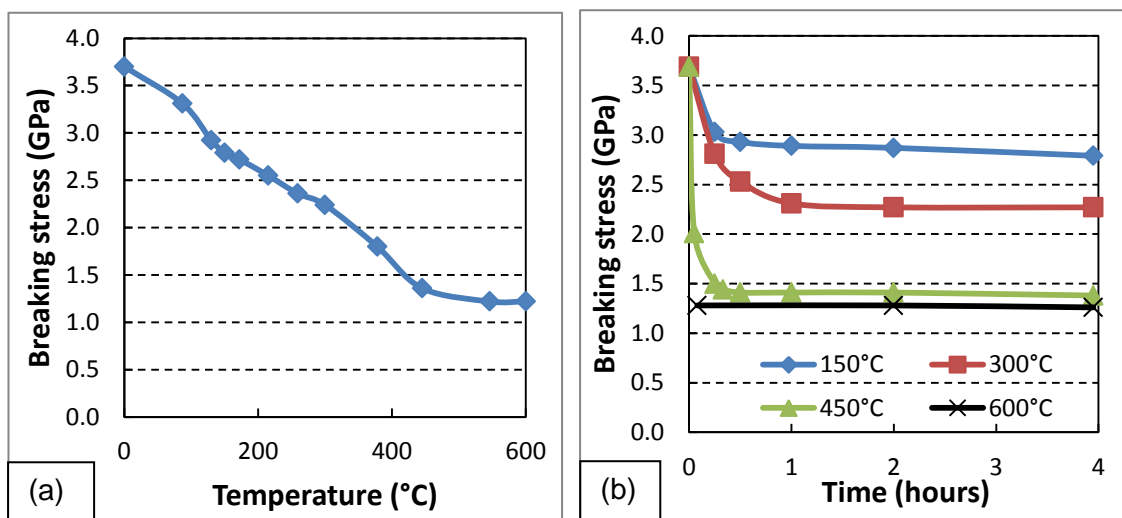 4.0
3.5
3.0
2.5
2.0
1.5
1.0
0.5
0.0
Breaking stress (GPa)
0 200 400 600
Temperature (°C)
(a)
4.0
3.5
3.0
2.5
2.0
1.5
1.0
0.5
0.0
Breaking stress (GPa)
150°C 300°C
450°C 600°C
0 1 2 3 4
Time (hours)
(b)